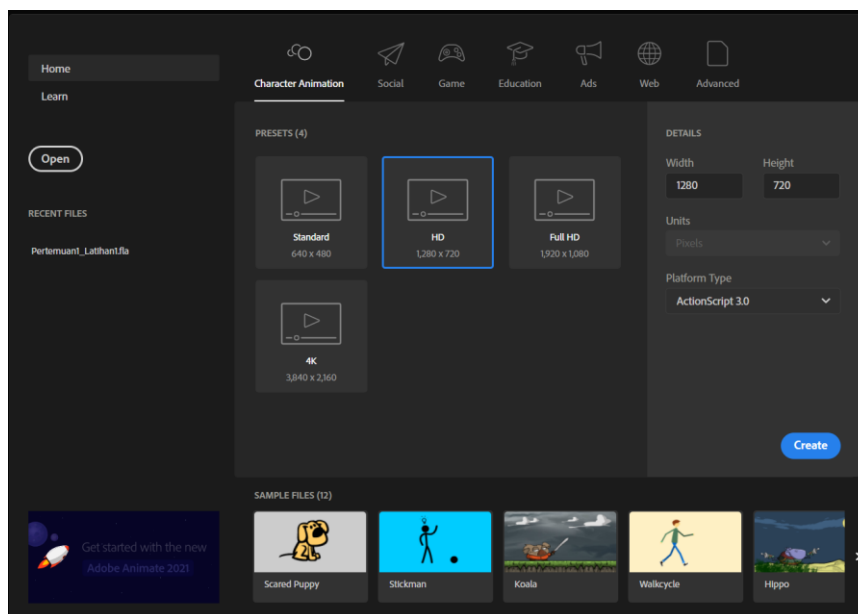 Home
Learn
Open
RECENT FILES
Pertemuan1_Latihan1.fla
Get started with the new
Adobe Animate 2021
Character Animation
Social
Game
Education
Ads
Web
Advanced
PRESETS (4)
Standard
640 x 480
HD
1,280 x 720
Full HD
1,920 x 1,080
4K
3,840 x 2,160
DETAILS
Width
Height
1280
720
Units
Pixels
Platform Type
ActionScript 3.0
Create
SAMPLE FILES (12)
Scared Puppy
Stickman
Koala
Walkcycle
Hippo